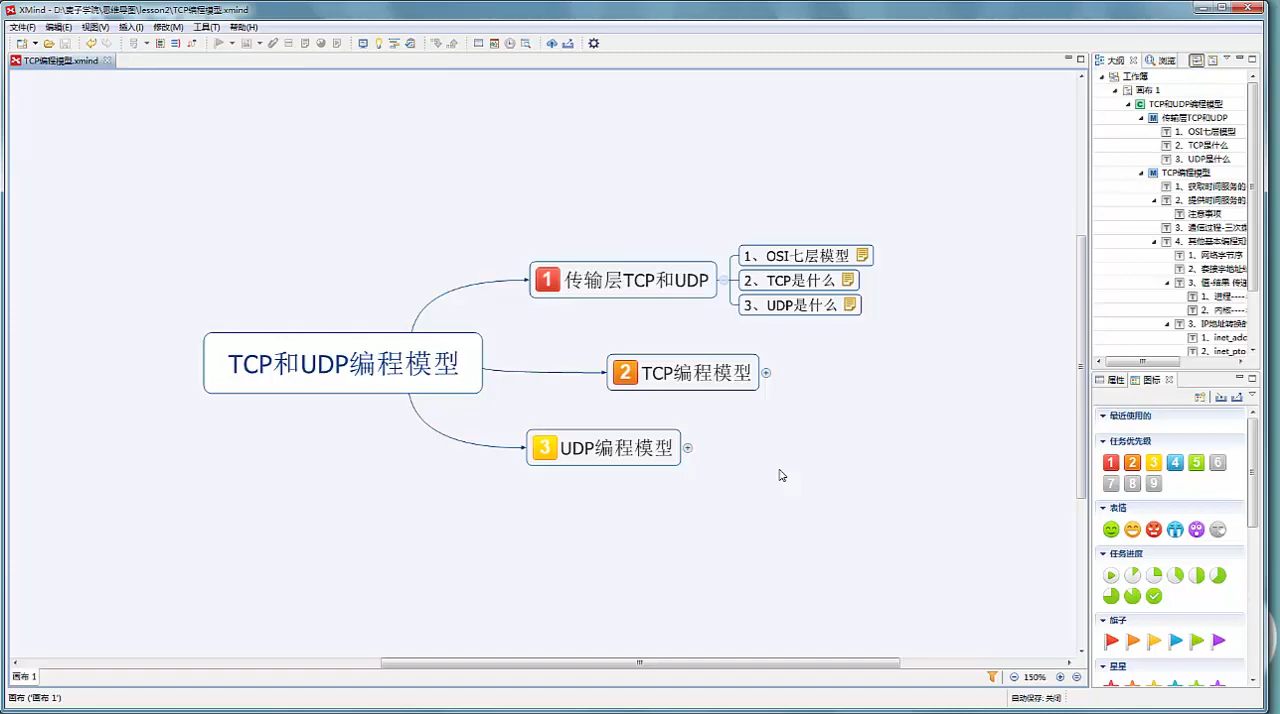 XMind - D:\麦子学院\思维导图\lesson2\TCP编程模型.xmind
文件(F) 编辑(E) 视图(V) 插入(I) 修改(M) 工具(T) 帮助(H)
TCP编程模型.xmind
TCP和UDP编程模型
1 传输层TCP和UDP
1、OSI七层模型
2、TCP是什么
3、UDP是什么
2 TCP编程模型
3 UDP编程模型
大纲 浏览
工作簿
画布 1
TCP和UDP编程模型
传输层TCP和UDP
1、OSI七层模型
2、TCP是什么
3、UDP是什么
TCP编程模型
1、获取时间服务的
2、提供时间服务的
注意事项
3、通信过程-三次
4、其他基本编程知
1、网络字节序
2、套接字地址
3、值-结果 传
1、进程----
2、内核----
3、IP地址转换
1、inet_add
2、inet_pto
属性 图标
最近使用的
任务优先级
1 2 3 4 5 6
7 8 9
表情
任务进度
旗子
星星
画布 1
150%
画布 ('画布 1')
自动保存: 关闭